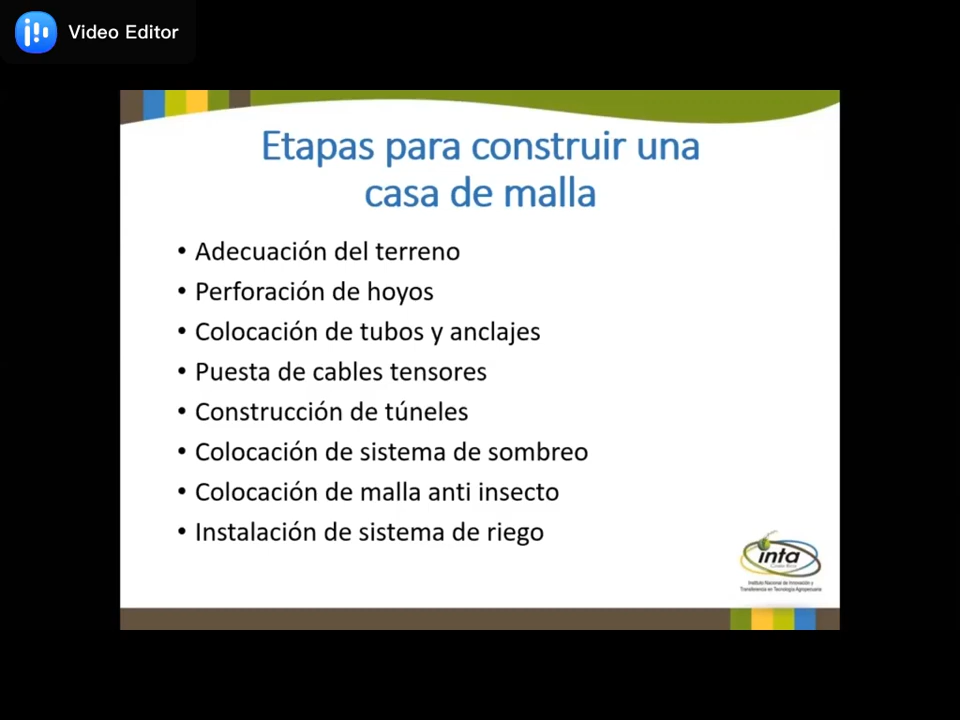 Video Editor
Etapas para construir una
casa de malla
• Adecuación del terreno
• Perforación de hoyos
• Colocación de tubos y anclajes
• Puesta de cables tensores
• Construcción de túneles
• Colocación de sistema de sombreo
• Colocación de malla anti insecto
• Instalación de sistema de riego
inta
Costa Rica
Instituto Nacional de Innovación y
Transferencia en Tecnología Agropecuaria